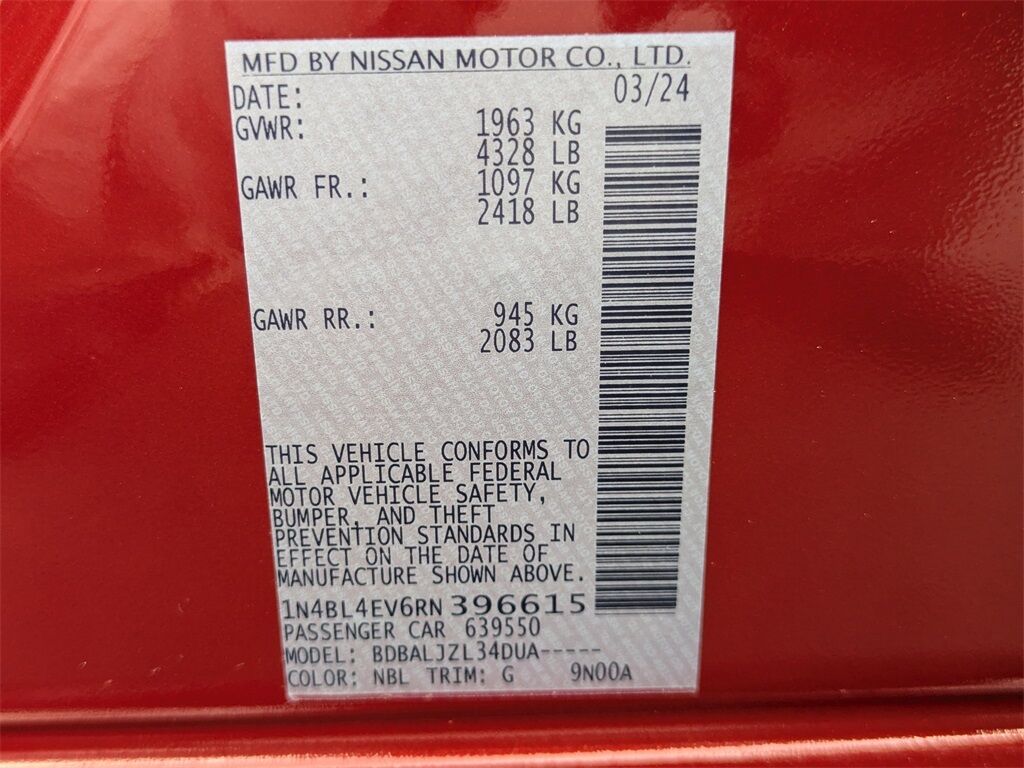 MFD BY NISSAN MOTOR CO., LTD.
DATE: 03/24
GVWR: 1963 KG
4328 LB
GAWR FR.: 1097 KG
2418 LB
GAWR RR.: 945 KG
2083 LB
THIS VEHICLE CONFORMS TO
ALL APPLICABLE FEDERAL
MOTOR VEHICLE SAFETY,
BUMPER, AND THEFT
PREVENTION STANDARDS IN
EFFECT ON THE DATE OF
MANUFACTURE SHOWN ABOVE.
1N4BL4EV6RN396615
PASSENGER CAR 639550
MODEL: BDBALJZL34DUA-----
COLOR: NBL TRIM: G 9N00A